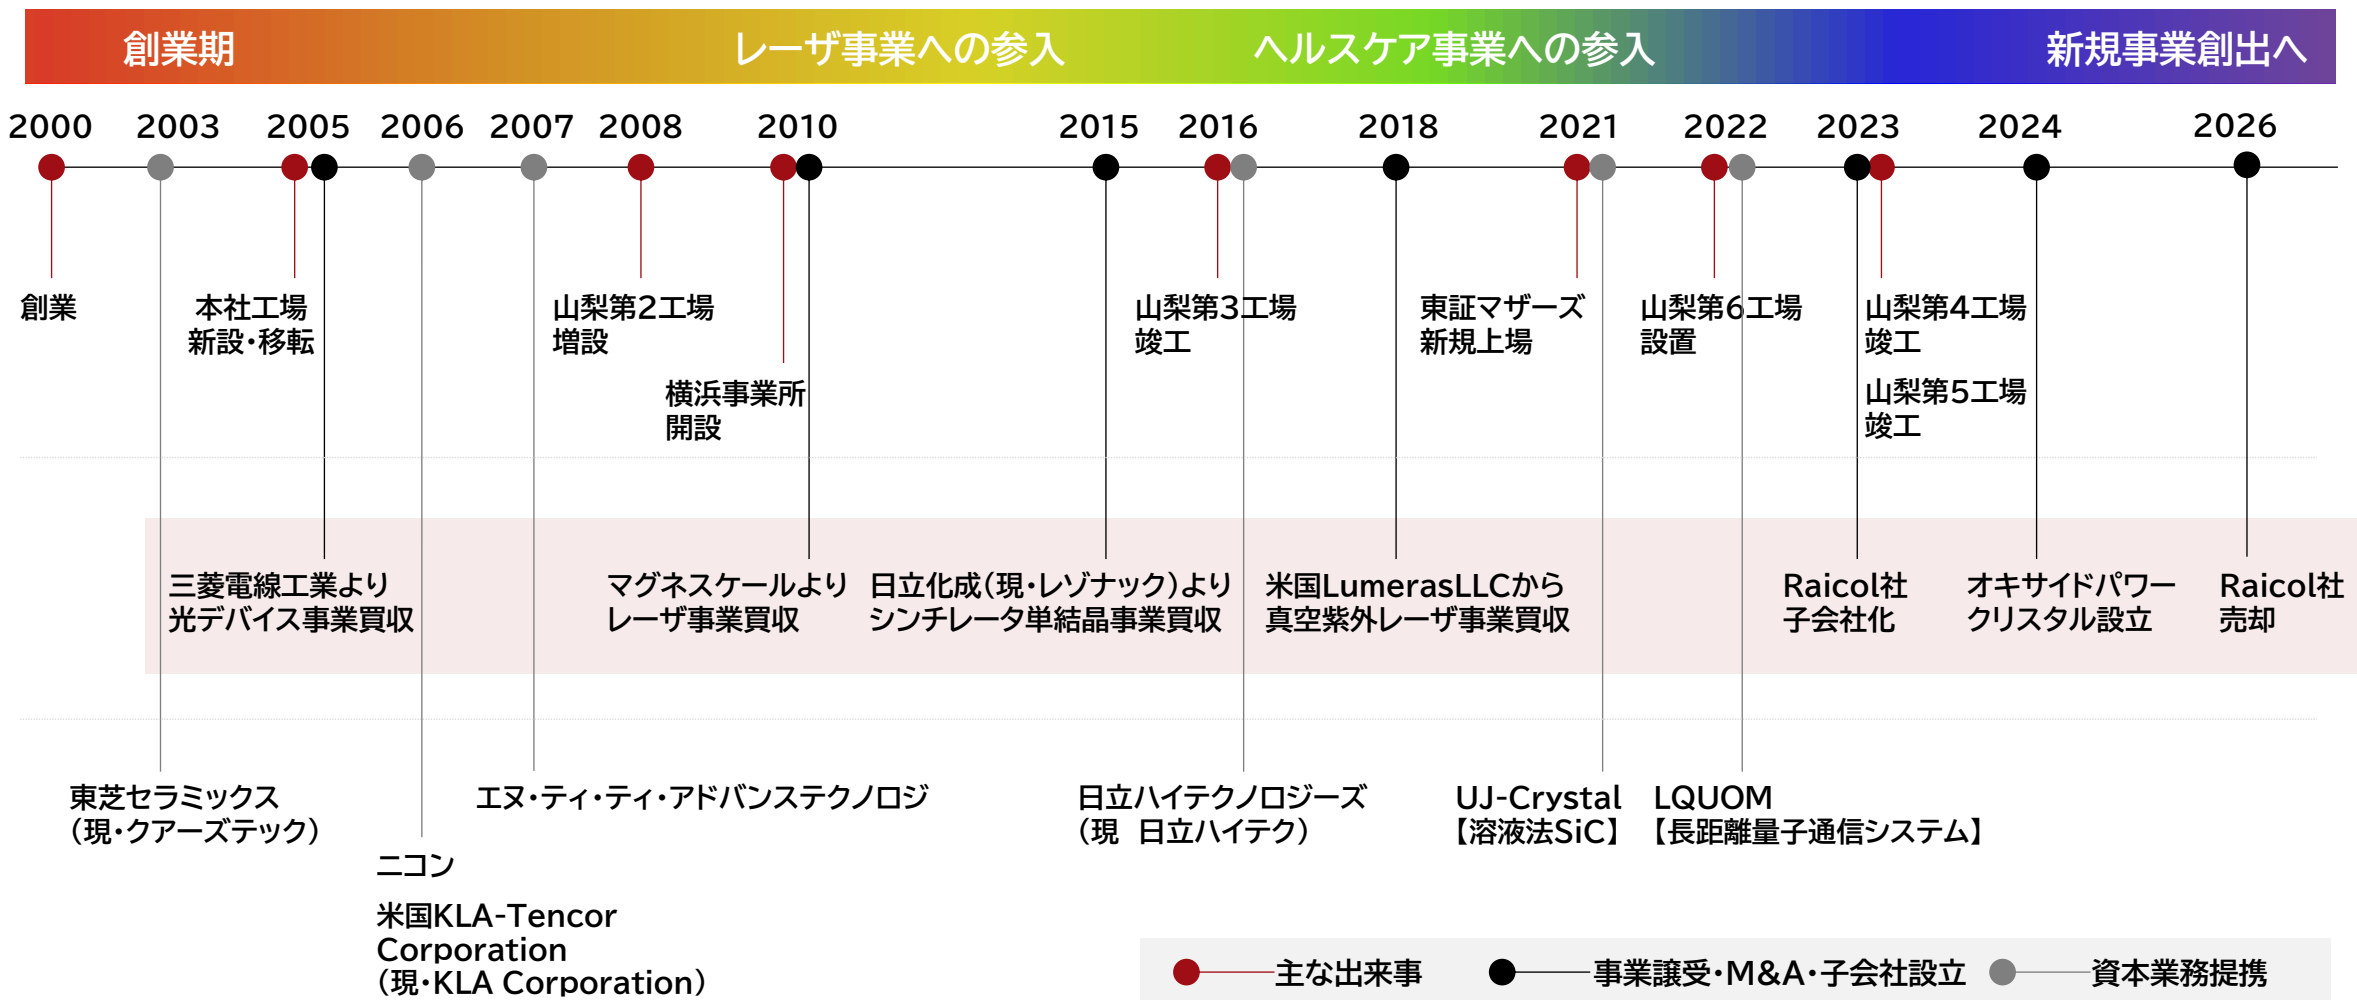 創業期
レーザ事業への参入
ヘルスケア事業への参入
新規事業創出へ
2000
2003
2005
2006
2007
2008
2010
2015
2016
2018
2021
2022
2023
2024
2026
創業
本社工場
新設・移転
山梨第2工場
増設
横浜事業所
開設
山梨第3工場
竣工
東証マザーズ
新規上場
山梨第6工場
設置
山梨第4工場
竣工
山梨第5工場
竣工
三菱電線工業より
光デバイス事業買収
マグネスケールより
レーザ事業買収
日立化成（現・レゾナック）より
シンチレータ単結晶事業買収
米国LumerasLLCから
真空紫外レーザ事業買収
Raicol社
子会社化
オキサイドパワー
クリスタル設立
Raicol社
売却
東芝セラミックス
（現・クアーズテック）
ニコン
米国KLA-Tencor
Corporation
（現・KLA Corporation）
エヌ・ティ・ティ・アドバンステクノロジ
日立ハイテクノロジーズ
（現　日立ハイテク）
UJ-Crystal
【溶液法SiC】
LQUOM
【長距離量子通信システム】
主な出来事
事業譲受・M&A・子会社設立
資本業務提携